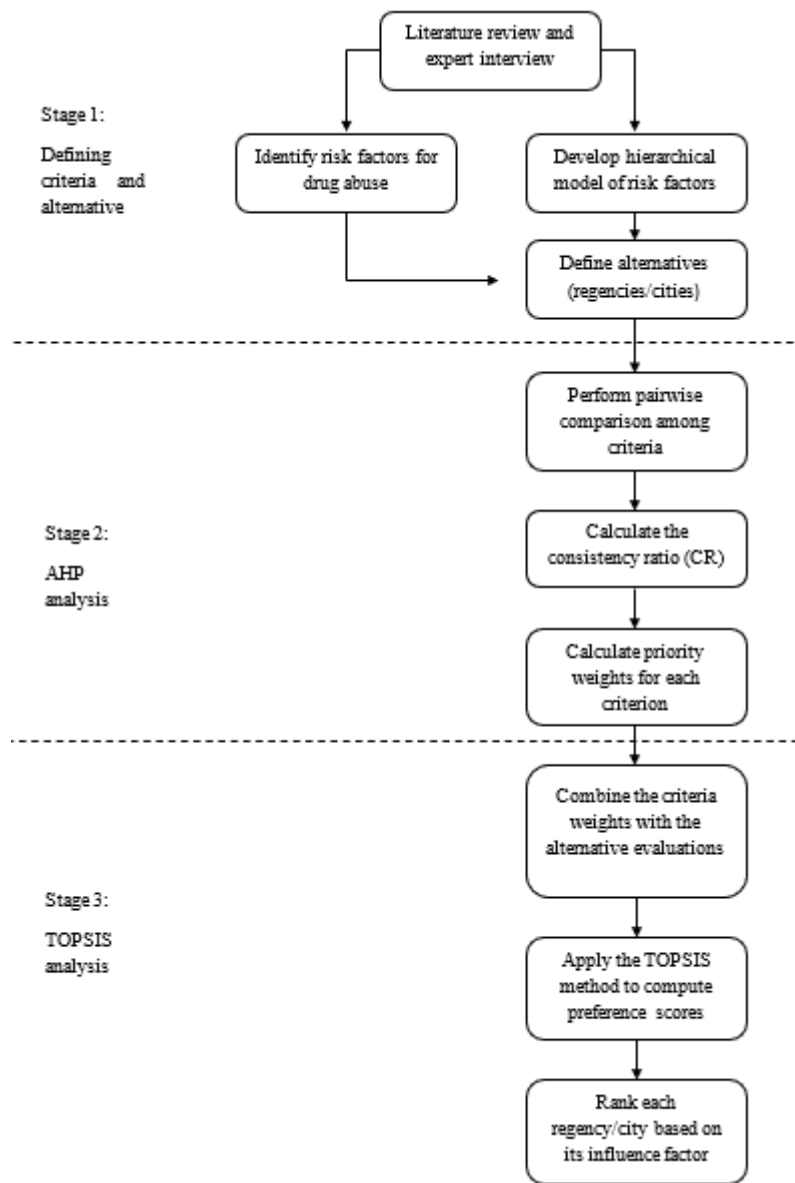 Literature review and
expert interview
Stage 1:
Defining
criteria and
alternative
Identify risk factors for
drug abuse
Develop hierarchical
model of risk factors
Define alternatives
(regencies/cities)
Perform pairwise
comparison among
criteria
Stage 2:
AHP
analysis
Calculate the
consistency ratio (CR)
Calculate priority
weights for each
criterion
Combine the criteria
weights with the
alternative evaluations
Stage 3:
TOPSIS
analysis
Apply the TOPSIS
method to compute
preference scores
Rank each
regency/city based on
its influence factor